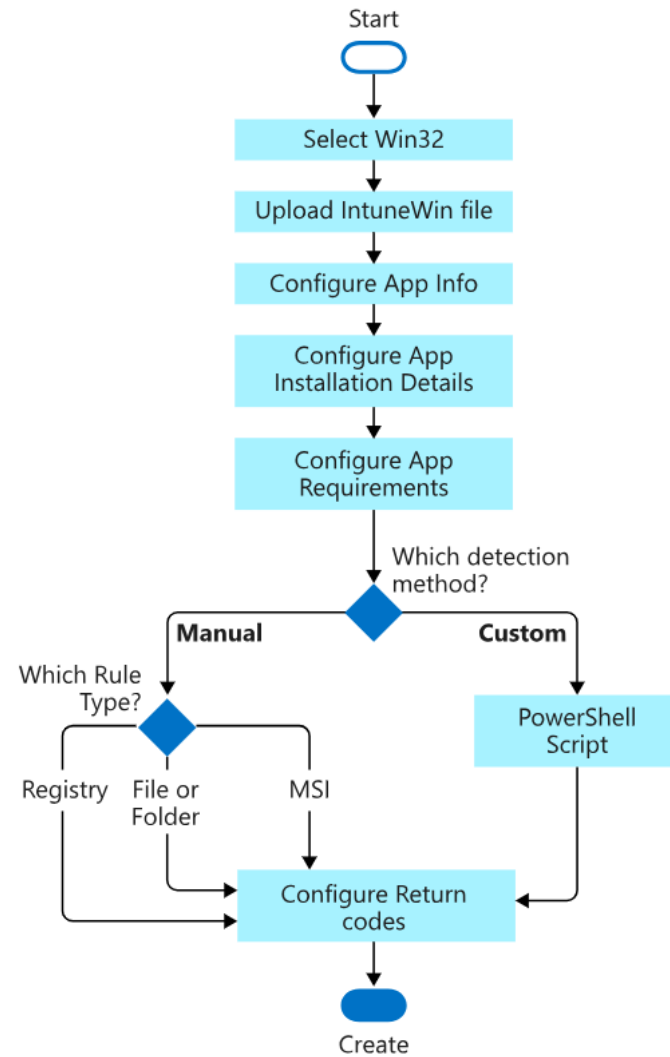 Start
Select Win32
Upload IntuneWin file
Configure App Info
Configure App
Installation Details
Configure App
Requirements
Which detection
method?
Manual
Custom
Which Rule
Type?
PowerShell
Script
Registry
File or
Folder
MSI
Configure Return
codes
Create